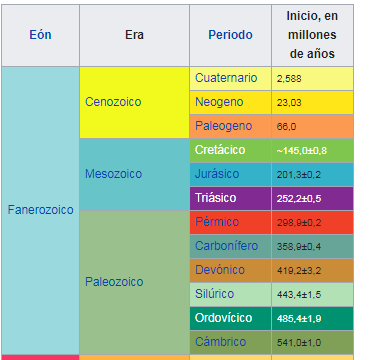 Eón
Era
Periodo
Inicio, en
millones
de años
Fanerozoico
Cenozoico
Cuaternario
2,588
Neogeno
23,03
Paleogeno
66,0
Mesozoico
Cretácico
~145,0±0,8
Jurásico
201,3±0,2
Triásico
252,2±0,5
Paleozoico
Pérmico
298,9±0,2
Carbonífero
358,9±0,4
Devónico
419,2±3,2
Silúrico
443,4±1,5
Ordovícico
485,4±1,9
Cámbrico
541,0±1,0